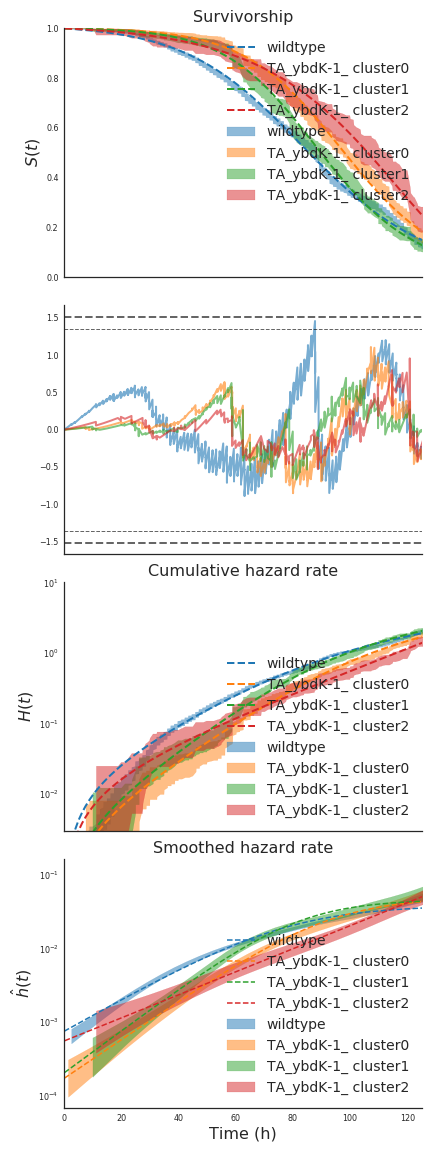 Survivorship
1.0
0.8
0.6
0.4
0.2
0.0
S(t)
wildtype
TA_ybdK-1_ cluster0
TA_ybdK-1_ cluster1
TA_ybdK-1_ cluster2
wildtype
TA_ybdK-1_ cluster0
TA_ybdK-1_ cluster1
TA_ybdK-1_ cluster2
1.5
1.0
0.5
0.0
−0.5
−1.0
−1.5
Cumulative hazard rate
10¹
10⁰
10⁻¹
10⁻²
H(t)
wildtype
TA_ybdK-1_ cluster0
TA_ybdK-1_ cluster1
TA_ybdK-1_ cluster2
wildtype
TA_ybdK-1_ cluster0
TA_ybdK-1_ cluster1
TA_ybdK-1_ cluster2
Smoothed hazard rate
10⁻¹
10⁻²
10⁻³
10⁻⁴
ĥ(t)
wildtype
TA_ybdK-1_ cluster0
TA_ybdK-1_ cluster1
TA_ybdK-1_ cluster2
wildtype
TA_ybdK-1_ cluster0
TA_ybdK-1_ cluster1
TA_ybdK-1_ cluster2
0 20 40 60 80 100 120
Time (h)